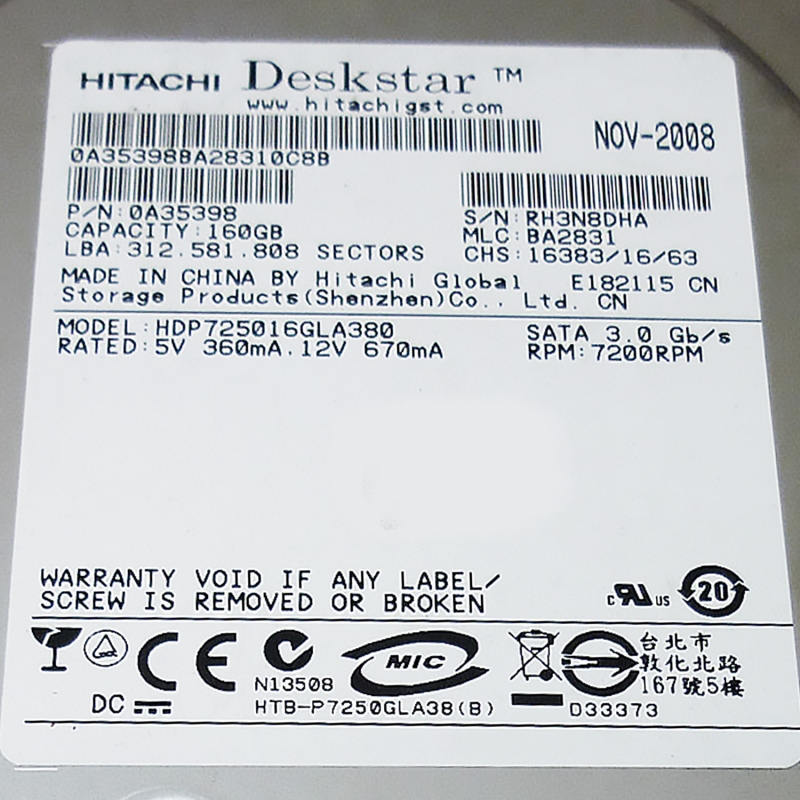 HITACHI Deskstar ™
www.hitachigst.com
NOV-2008
0A35398BA28310C8B
P/N:0A35398
S/N:RH3N8DHA
CAPACITY:160GB
MLC:BA2831
LBA:312.581.808 SECTORS
CHS:16383/16/63
MADE IN CHINA BY Hitachi Global E182115 CN
Storage Products(Shenzhen)Co., Ltd. CN
MODEL:HDP725016GLA380
SATA 3.0 Gb/s
RATED:5V 360mA.12V 670mA
RPM:7200RPM
WARRANTY VOID IF ANY LABEL/
SCREW IS REMOVED OR BROKEN
c RU US
20
CE
N13508
MIC
DC
HTB-P7250GLA38(B)
D33373
台北市
敦化北路
167號5樓